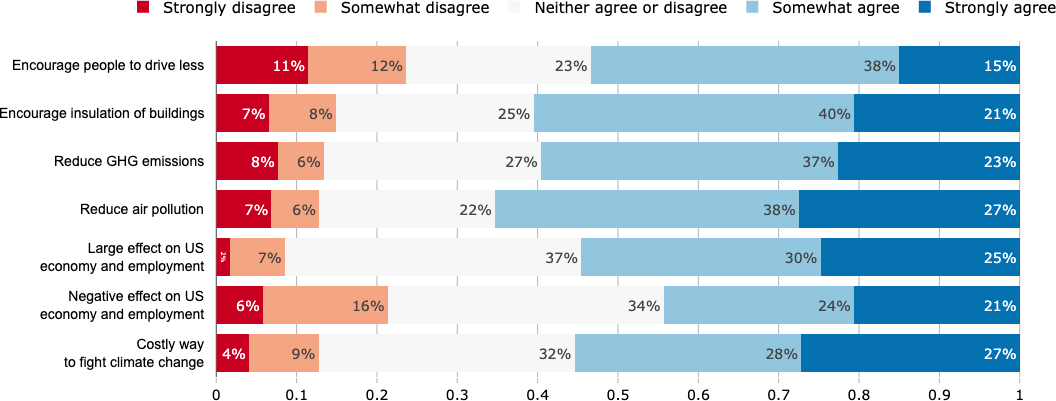 Strongly disagree Somewhat disagree Neither agree or disagree Somewhat agree Strongly agree
Encourage people to drive less 11% 12% 23% 38% 15%
Encourage insulation of buildings 7% 8% 25% 40% 21%
Reduce GHG emissions 8% 6% 27% 37% 23%
Reduce air pollution 7% 6% 22% 38% 27%
Large effect on US
economy and employment 2% 7% 37% 30% 25%
Negative effect on US
economy and employment 6% 16% 34% 24% 21%
Costly way
to fight climate change 4% 9% 32% 28% 27%
0 0.1 0.2 0.3 0.4 0.5 0.6 0.7 0.8 0.9 1